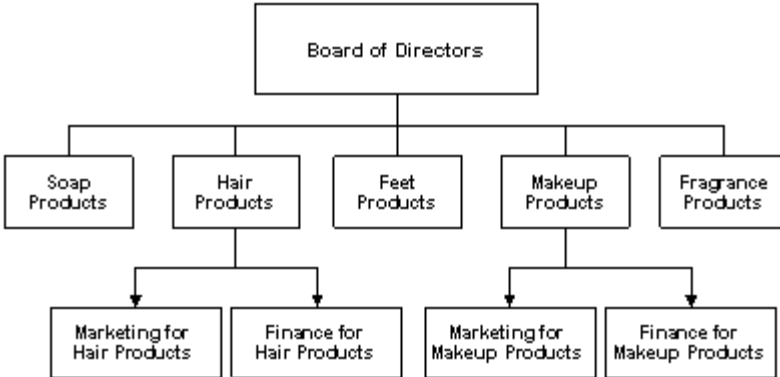 Board of Directors
Soap
Products
Hair
Products
Feet
Products
Makeup
Products
Fragrance
Products
Marketing for
Hair Products
Finance for
Hair Products
Marketing for
Makeup Products
Finance for
Makeup Products